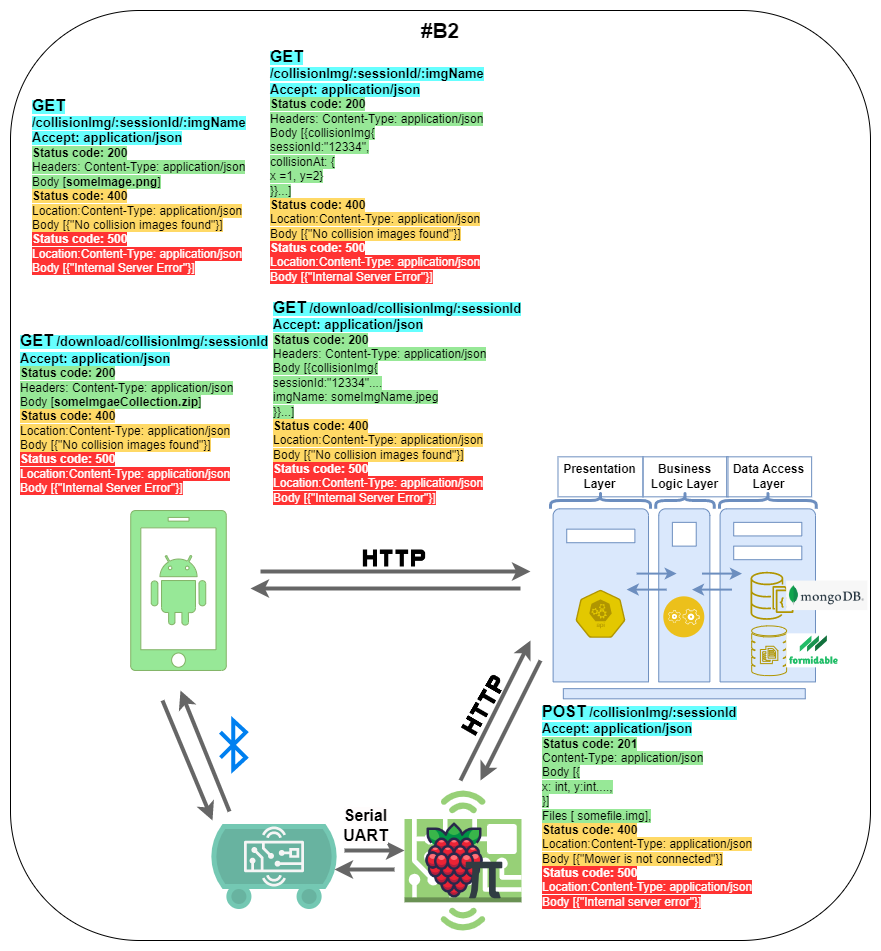 #B2
GET
/collisionImg/:sessionId/:imgName
Accept: application/json
Status code: 200
Headers: Content-Type: application/json
Body [{collisionImg{
sessionId:"12334",
collisionAt: {
x =1, y=2}
}}...]
Status code: 400
Location:Content-Type: application/json
Body [{"No collision images found"}]
Status code: 500
Location:Content-Type: application/json
Body [{"Internal Server Error"}]
GET
/collisionImg/:sessionId/:imgName
Accept: application/json
Status code: 200
Headers: Content-Type: application/json
Body [someImage.png]
Status code: 400
Location:Content-Type: application/json
Body [{"No collision images found"}]
Status code: 500
Location:Content-Type: application/json
Body [{"Internal Server Error"}]
GET /download/collisionImg/:sessionId
Accept: application/json
Status code: 200
Headers: Content-Type: application/json
Body [{collisionImg{
sessionId:"12334"....
imgName: someImgName.jpeg
}}...]
Status code: 400
Location:Content-Type: application/json
Body [{"No collision images found"}]
Status code: 500
Location:Content-Type: application/json
Body [{"Internal Server Error"}]
GET /download/collisionImg/:sessionId
Accept: application/json
Status code: 200
Headers: Content-Type: application/json
Body [someImgaeCollection.zip]
Status code: 400
Location:Content-Type: application/json
Body [{"No collision images found"}]
Status code: 500
Location:Content-Type: application/json
Body [{"Internal Server Error"}]
Presentation
Layer
Business
Logic Layer
Data Access
Layer
HTTP
api
mongoDB.
formidable
HTTP
POST /collisionImg/:sessionId
Accept: application/json
Status code: 201
Content-Type: application/json
Body [{
x: int, y:int....,
}]
Files [ somefile.img],
Status code: 400
Location:Content-Type: application/json
Body [{"Mower is not connected"}]
Status code: 500
Location:Content-Type: application/json
Body [{"Internal server error"}]
Serial
UART
π